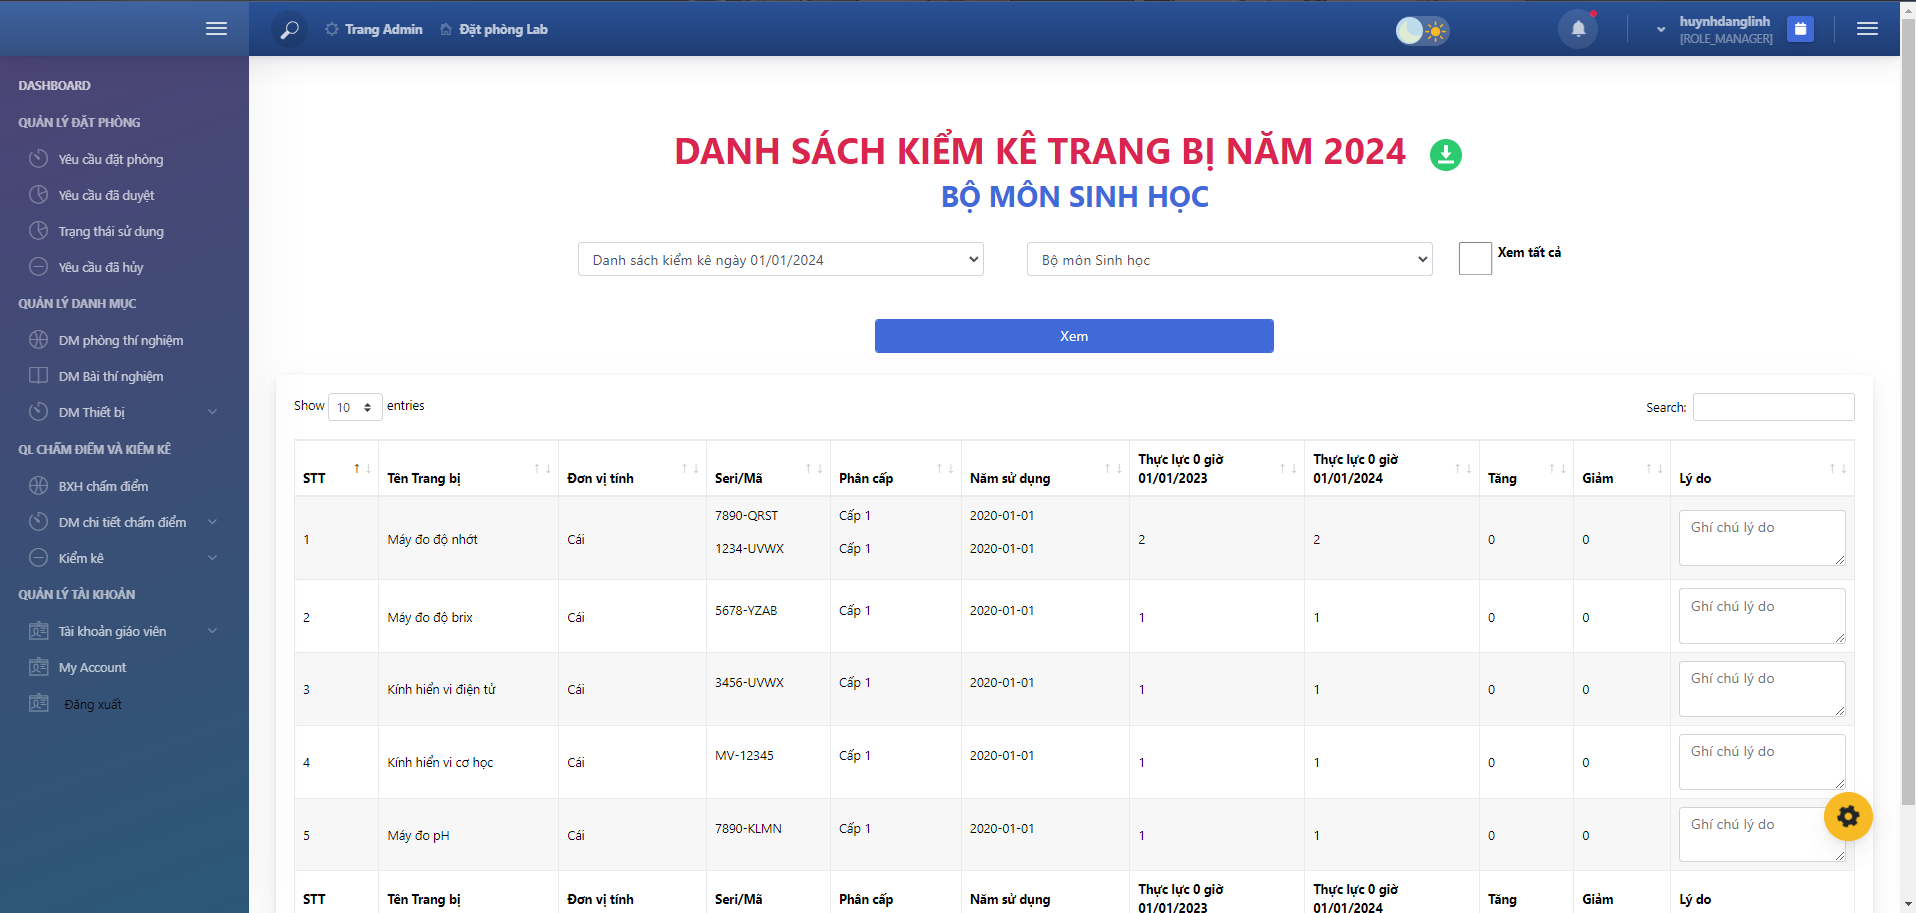 Trang Admin Đặt phòng Lab huynhdanglinh
[ROLE_MANAGER]
DASHBOARD
QUẢN LÝ ĐẶT PHÒNG
Yêu cầu đặt phòng
Yêu cầu đã duyệt
Trạng thái sử dụng
Yêu cầu đã hủy
QUẢN LÝ DANH MỤC
DM phòng thí nghiệm
DM Bài thí nghiệm
DM Thiết bị
QL CHẤM ĐIỂM VÀ KIỂM KÊ
BXH chấm điểm
DM chi tiết chấm điểm
Kiểm kê
QUẢN LÝ TÀI KHOẢN
Tài khoản giáo viên
My Account
Đăng xuất
DANH SÁCH KIỂM KÊ TRANG BỊ NĂM 2024
BỘ MÔN SINH HỌC
Danh sách kiểm kê ngày 01/01/2024 Bộ môn Sinh học Xem tất cả
Xem
Show 10 entries Search:
STT Tên Trang bị Đơn vị tính Seri/Mã Phân cấp Năm sử dụng Thực lực 0 giờ 01/01/2023 Thực lực 0 giờ 01/01/2024 Tăng Giảm Lý do
1 Máy đo độ nhớt Cái 7890-QRST Cấp 1 2020-01-01 2 2 0 0 Ghí chú lý do
1234-UVWX Cấp 1 2020-01-01
2 Máy đo độ brix Cái 5678-YZAB Cấp 1 2020-01-01 1 1 0 0 Ghí chú lý do
3 Kính hiển vi điện tử Cái 3456-UVWX Cấp 1 2020-01-01 1 1 0 0 Ghí chú lý do
4 Kính hiển vi cơ học Cái MV-12345 Cấp 1 2020-01-01 1 1 0 0 Ghí chú lý do
5 Máy đo pH Cái 7890-KLMN Cấp 1 2020-01-01 1 1 0 0 Ghí chú lý do
STT Tên Trang bị Đơn vị tính Seri/Mã Phân cấp Năm sử dụng Thực lực 0 giờ 01/01/2023 Thực lực 0 giờ 01/01/2024 Tăng Giảm Lý do